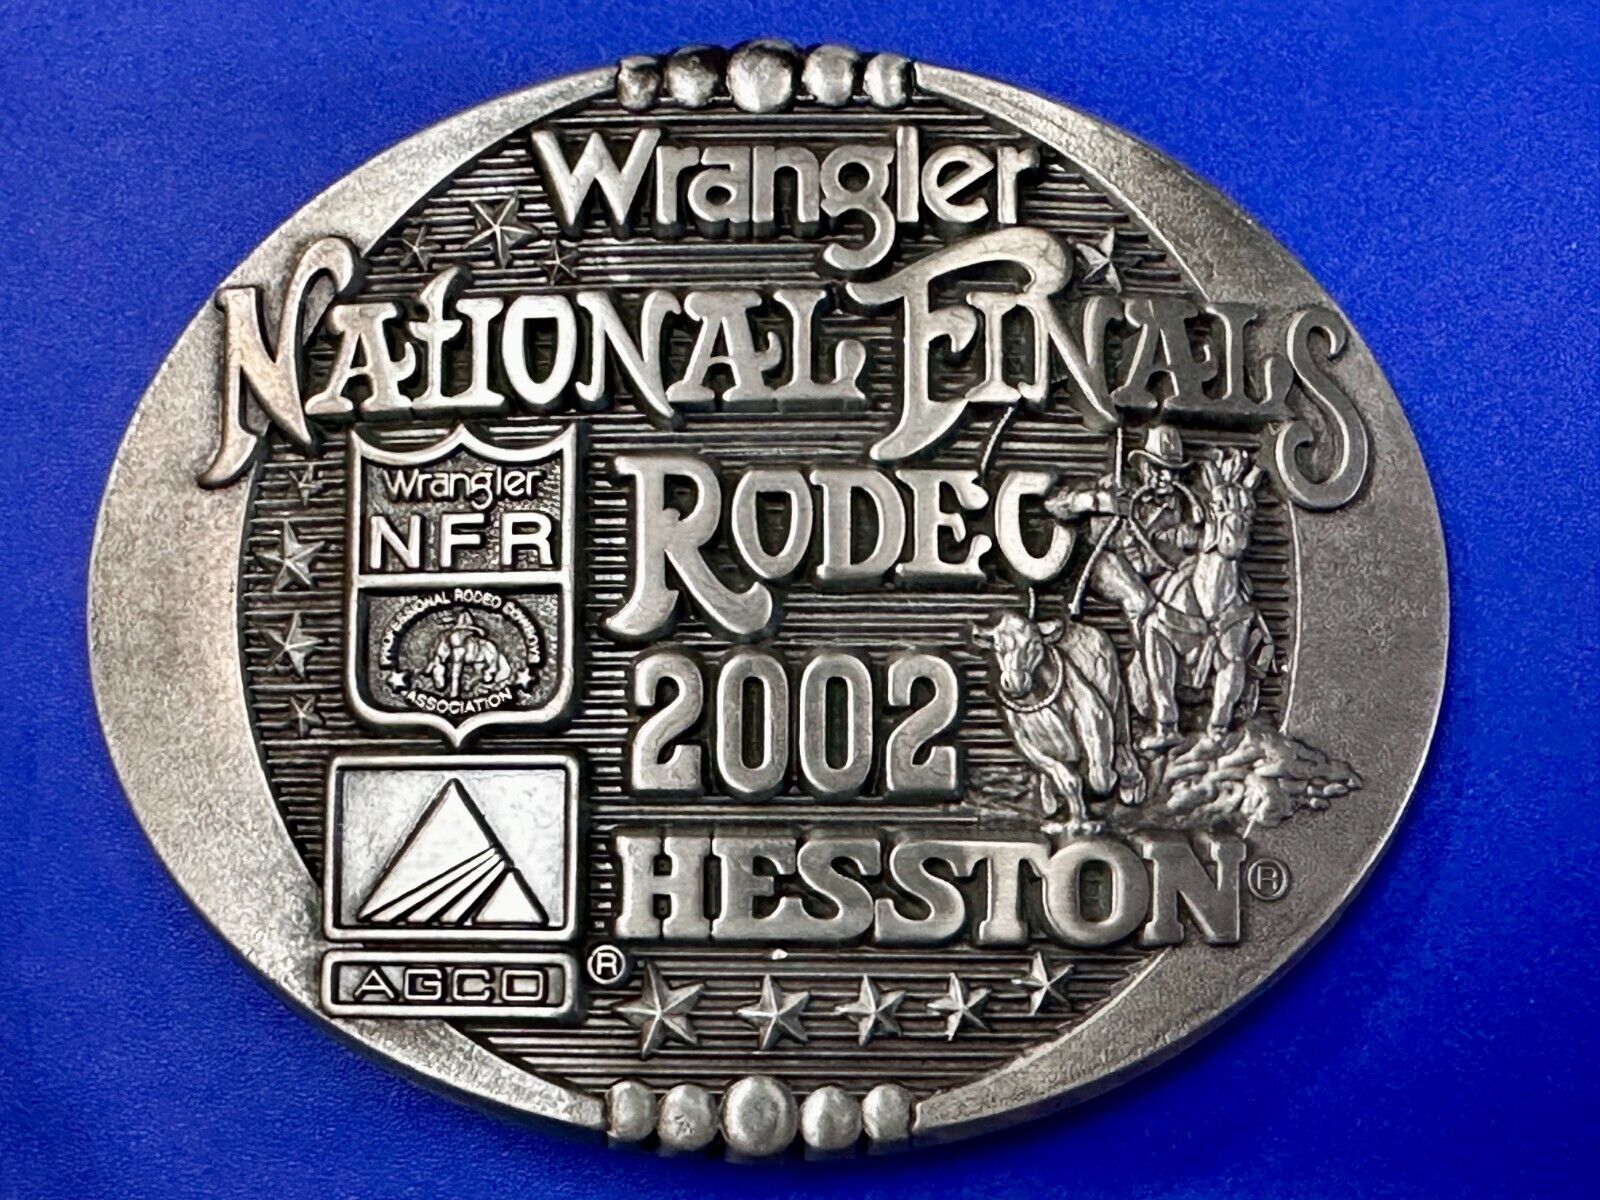 Wrangler
NATIONAL FINALS
RODEO
2002
HESSTON®
Wrangler
NFR
PROFESSIONAL RODEO COWBOYS
ASSOCIATION
AGCO®